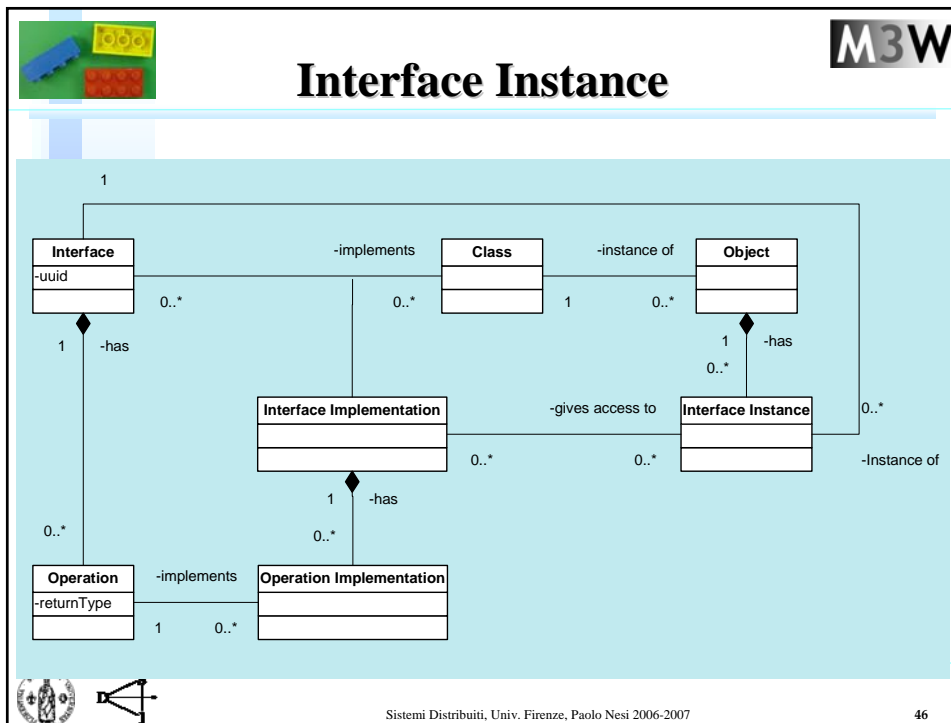 M3W
Interface Instance
1
Interface
-uuid
-implements
Class
-instance of
Object
0..*
0..*
1
0..*
1
-has
1
-has
0..*
Interface Implementation
-gives access to
Interface Instance
0..*
0..*
0..*
-Instance of
1
-has
0..*
0..*
Operation
-returnType
-implements
Operation Implementation
1
0..*
Sistemi Distribuiti, Univ. Firenze, Paolo Nesi 2006-2007
46